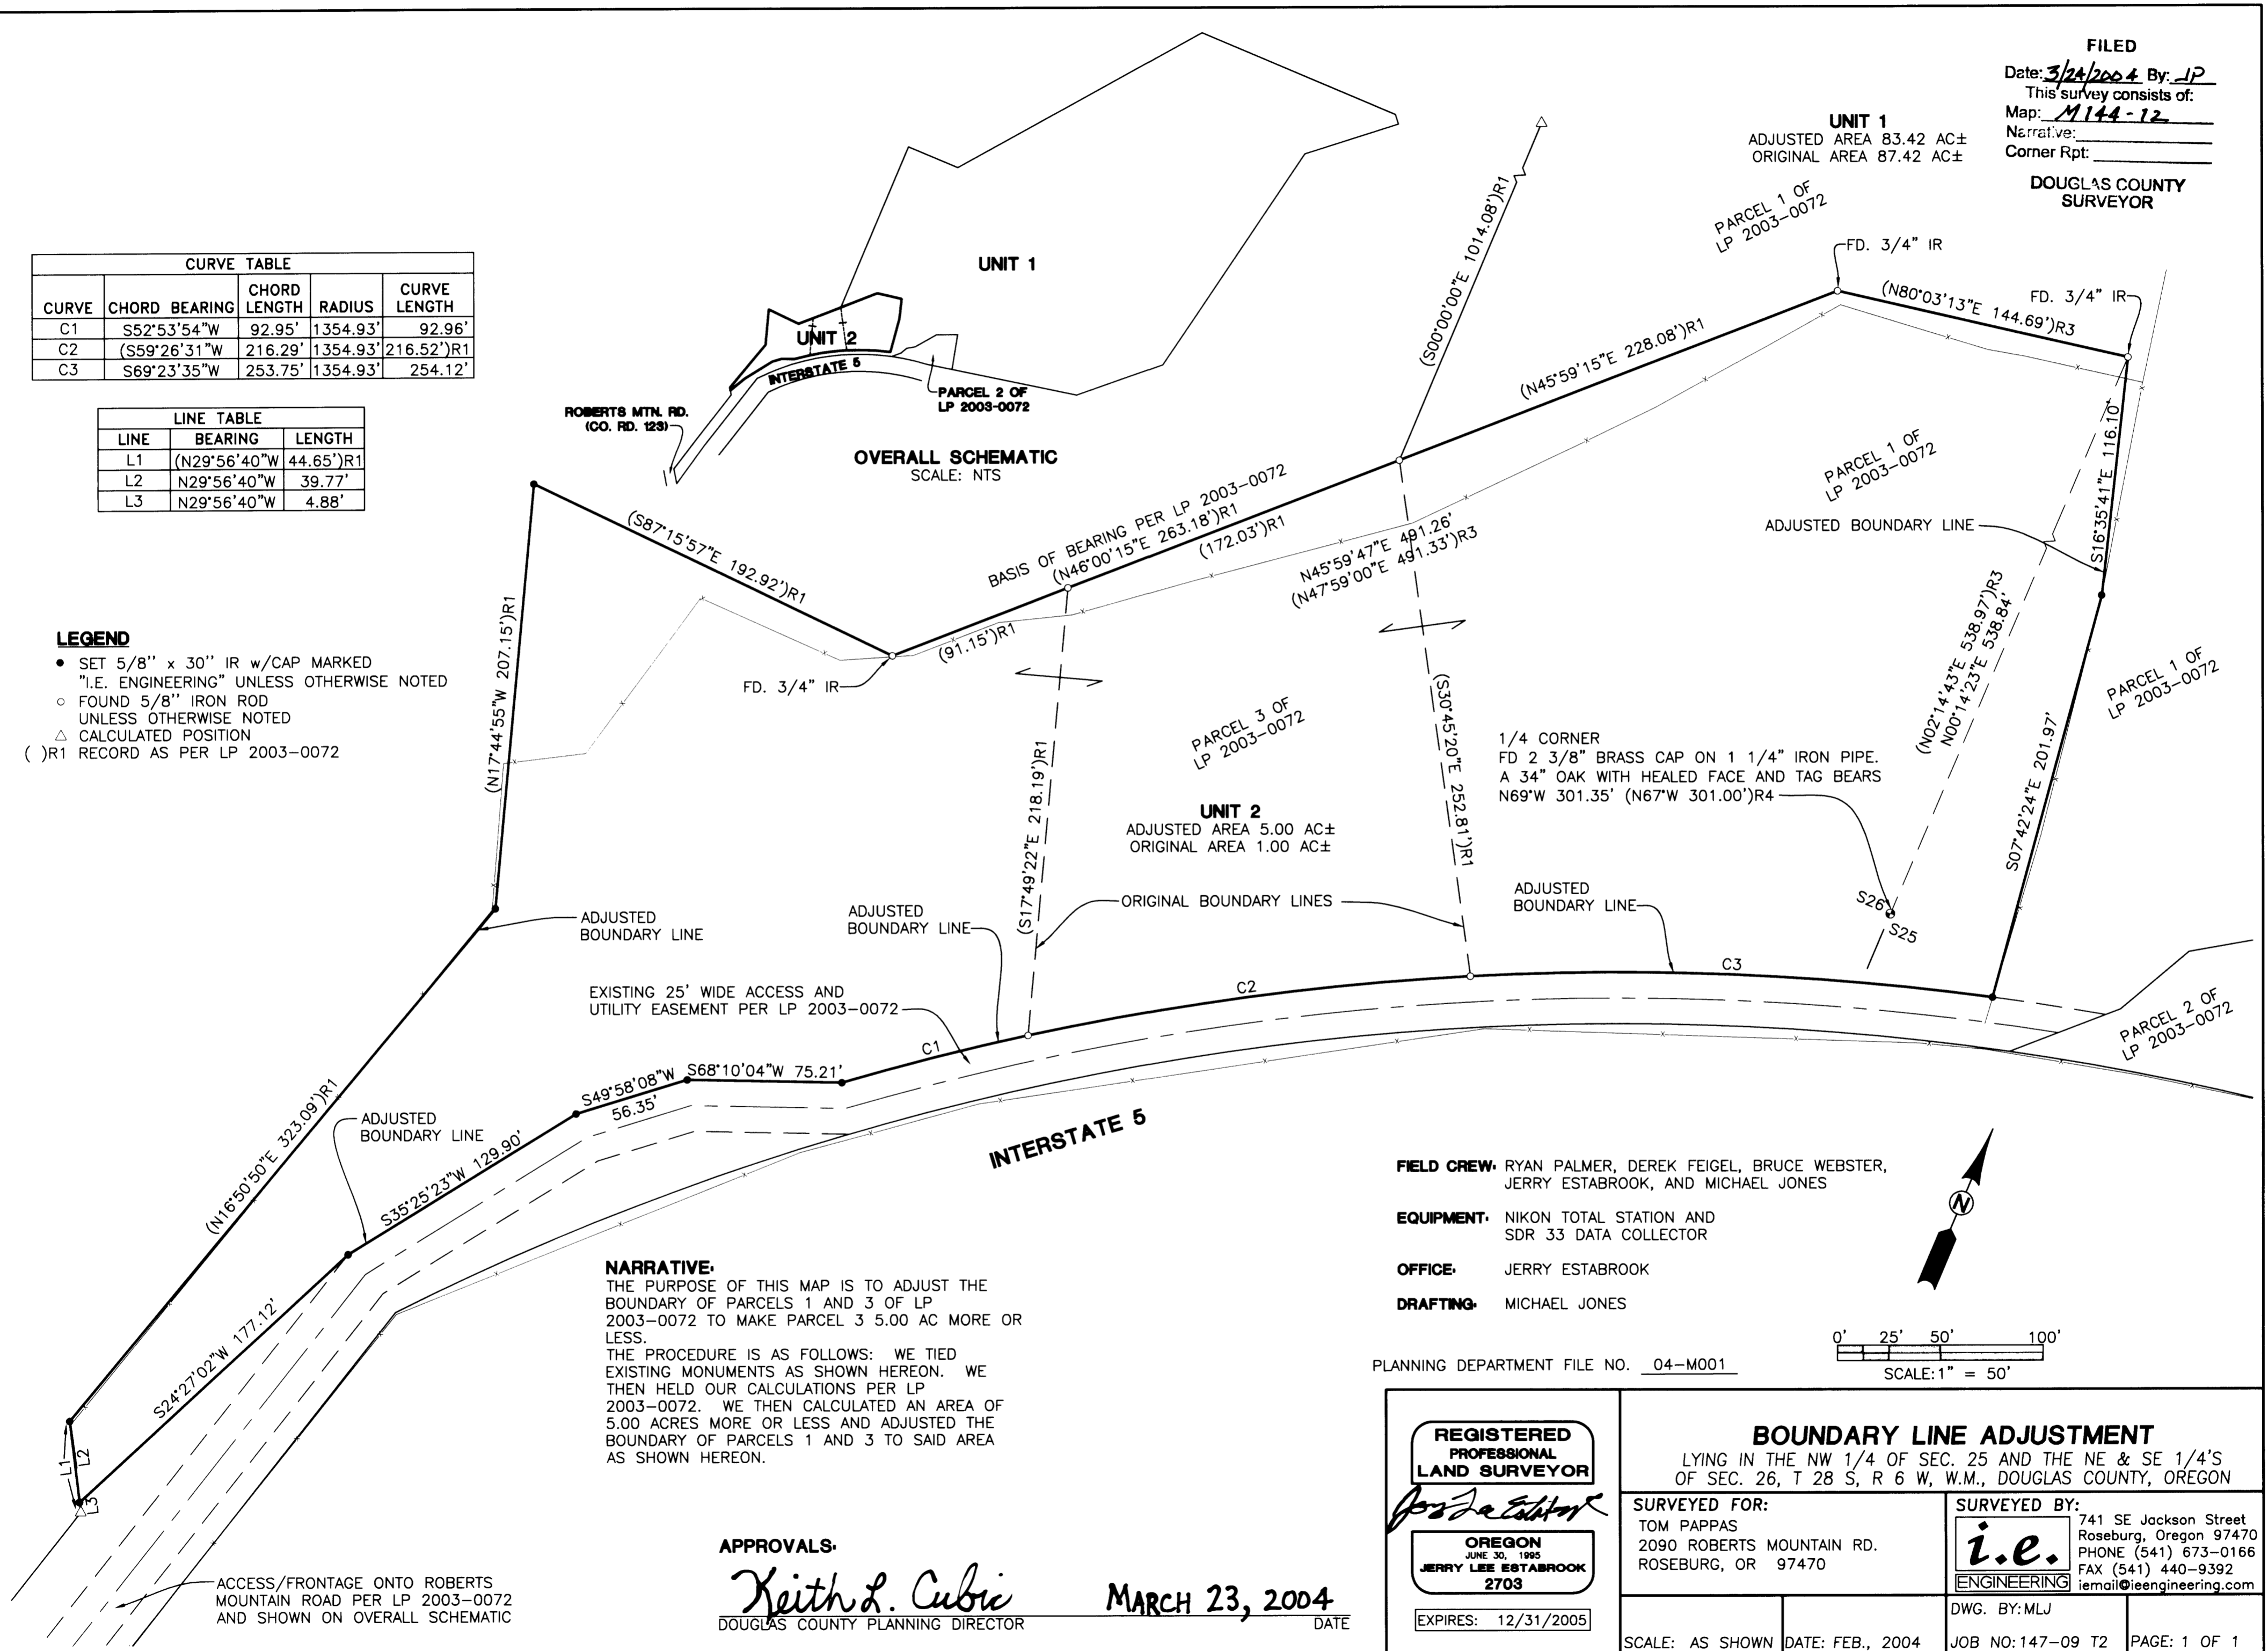 FILED
Date: 3/24/2004 By: JP
This survey consists of:
Map: M144-12
Narrative:
Corner Rpt:
DOUGLAS COUNTY
SURVEYOR
UNIT 1
ADJUSTED AREA 83.42 AC±
ORIGINAL AREA 87.42 AC±
PARCEL 1 OF
LP 2003-0072
CURVE TABLE
CURVE CHORD BEARING CHORD LENGTH RADIUS CURVE LENGTH
C1 S52°53'54"W 92.95' 1354.93' 92.96'
C2 (S59°26'31"W 216.29' 1354.93' 216.52')R1
C3 S69°23'35"W 253.75' 1354.93' 254.12'
LINE TABLE
LINE BEARING LENGTH
L1 (N29°56'40"W 44.65')R1
L2 N29°56'40"W 39.77'
L3 N29°56'40"W 4.88'
UNIT 1
UNIT 2
INTERSTATE 5
PARCEL 2 OF
LP 2003-0072
ROBERTS MTN. RD.
(CO. RD. 123)
OVERALL SCHEMATIC
SCALE: NTS
LEGEND
● SET 5/8'' x 30'' IR w/CAP MARKED
"I.E. ENGINEERING" UNLESS OTHERWISE NOTED
○ FOUND 5/8'' IRON ROD
UNLESS OTHERWISE NOTED
△ CALCULATED POSITION
( )R1 RECORD AS PER LP 2003-0072
(S00°00'00"E 1014.08')R1
FD. 3/4" IR
(N80°03'13"E 144.69')R3
FD. 3/4" IR
(N45°59'15"E 228.08')R1
S16°35'41"E 116.10'
PARCEL 1 OF
LP 2003-0072
ADJUSTED BOUNDARY LINE
(S87°15'57"E 192.92')R1
BASIS OF BEARING PER LP 2003-0072
(N46°00'15"E 263.18')R1
(172.03')R1
N45°59'47"E 491.26'
(N47°59'00"E 491.33')R3
(91.15')R1
FD. 3/4" IR
(N17°44'55"W 207.15')R1
(S17°49'22"E 218.19')R1
PARCEL 3 OF
LP 2003-0072
(S30°45'20"E 252.81')R1
(N02°14'43"E 538.97')R3
N00°14'23"E 538.84'
PARCEL 1 OF
LP 2003-0072
S07°42'24"E 201.97'
1/4 CORNER
FD 2 3/8" BRASS CAP ON 1 1/4" IRON PIPE.
A 34" OAK WITH HEALED FACE AND TAG BEARS
N69°W 301.35' (N67°W 301.00')R4
S26
S25
UNIT 2
ADJUSTED AREA 5.00 AC±
ORIGINAL AREA 1.00 AC±
ORIGINAL BOUNDARY LINES
ADJUSTED
BOUNDARY LINE
ADJUSTED
BOUNDARY LINE
ADJUSTED
BOUNDARY LINE
EXISTING 25' WIDE ACCESS AND
UTILITY EASEMENT PER LP 2003-0072
C1
C2
C3
PARCEL 2 OF
LP 2003-0072
S68°10'04"W 75.21'
S49°58'08"W
56.35'
S35°25'23"W 129.90'
ADJUSTED
BOUNDARY LINE
(N16°50'50"E 323.09')R1
S24°27'02"W 177.12'
L1
L2
L3
INTERSTATE 5
ACCESS/FRONTAGE ONTO ROBERTS
MOUNTAIN ROAD PER LP 2003-0072
AND SHOWN ON OVERALL SCHEMATIC
NARRATIVE:
THE PURPOSE OF THIS MAP IS TO ADJUST THE
BOUNDARY OF PARCELS 1 AND 3 OF LP
2003-0072 TO MAKE PARCEL 3 5.00 AC MORE OR
LESS.
THE PROCEDURE IS AS FOLLOWS: WE TIED
EXISTING MONUMENTS AS SHOWN HEREON. WE
THEN HELD OUR CALCULATIONS PER LP
2003-0072. WE THEN CALCULATED AN AREA OF
5.00 ACRES MORE OR LESS AND ADJUSTED THE
BOUNDARY OF PARCELS 1 AND 3 TO SAID AREA
AS SHOWN HEREON.
APPROVALS:
Keith L. Cubic MARCH 23, 2004
DOUGLAS COUNTY PLANNING DIRECTOR DATE
FIELD CREW: RYAN PALMER, DEREK FEIGEL, BRUCE WEBSTER,
JERRY ESTABROOK, AND MICHAEL JONES
EQUIPMENT: NIKON TOTAL STATION AND
SDR 33 DATA COLLECTOR
OFFICE: JERRY ESTABROOK
DRAFTING: MICHAEL JONES
N
0' 25' 50' 100'
SCALE: 1" = 50'
PLANNING DEPARTMENT FILE NO. 04-M001
REGISTERED
PROFESSIONAL
LAND SURVEYOR
OREGON
JUNE 30, 1995
JERRY LEE ESTABROOK
2703
EXPIRES: 12/31/2005
BOUNDARY LINE ADJUSTMENT
LYING IN THE NW 1/4 OF SEC. 25 AND THE NE & SE 1/4'S
OF SEC. 26, T 28 S, R 6 W, W.M., DOUGLAS COUNTY, OREGON
SURVEYED FOR:
TOM PAPPAS
2090 ROBERTS MOUNTAIN RD.
ROSEBURG, OR 97470
SURVEYED BY:
i.e.
ENGINEERING
741 SE Jackson Street
Roseburg, Oregon 97470
PHONE (541) 673-0166
FAX (541) 440-9392
iemail@ieengineering.com
SCALE: AS SHOWN
DATE: FEB., 2004
DWG. BY: MLJ
JOB NO: 147-09 T2
PAGE: 1 OF 1